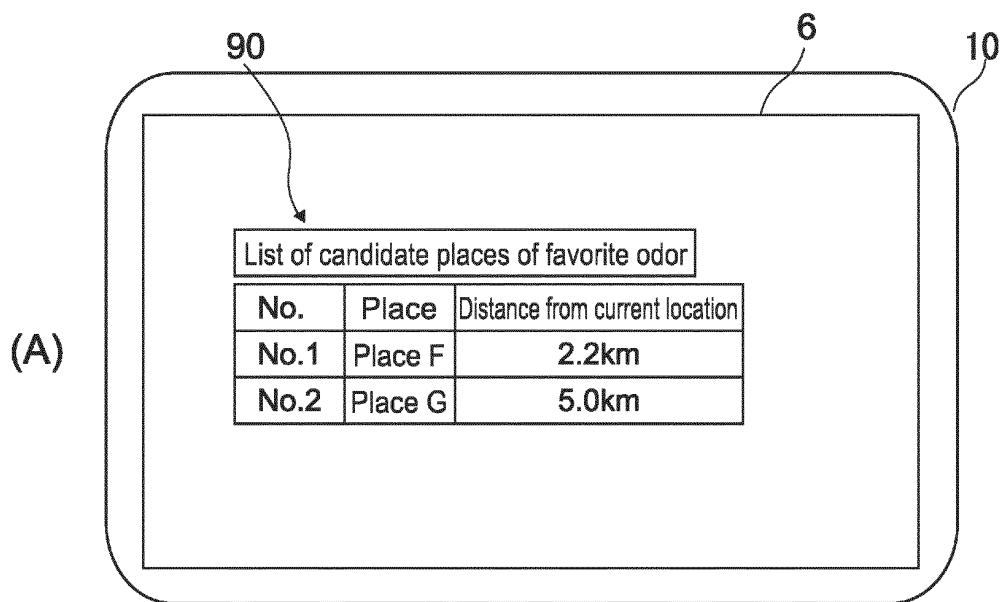 6
10
90
List of candidate places of favorite odor
No. Place Distance from current location
No.1 Place F 2.2km
No.2 Place G 5.0km
(A)